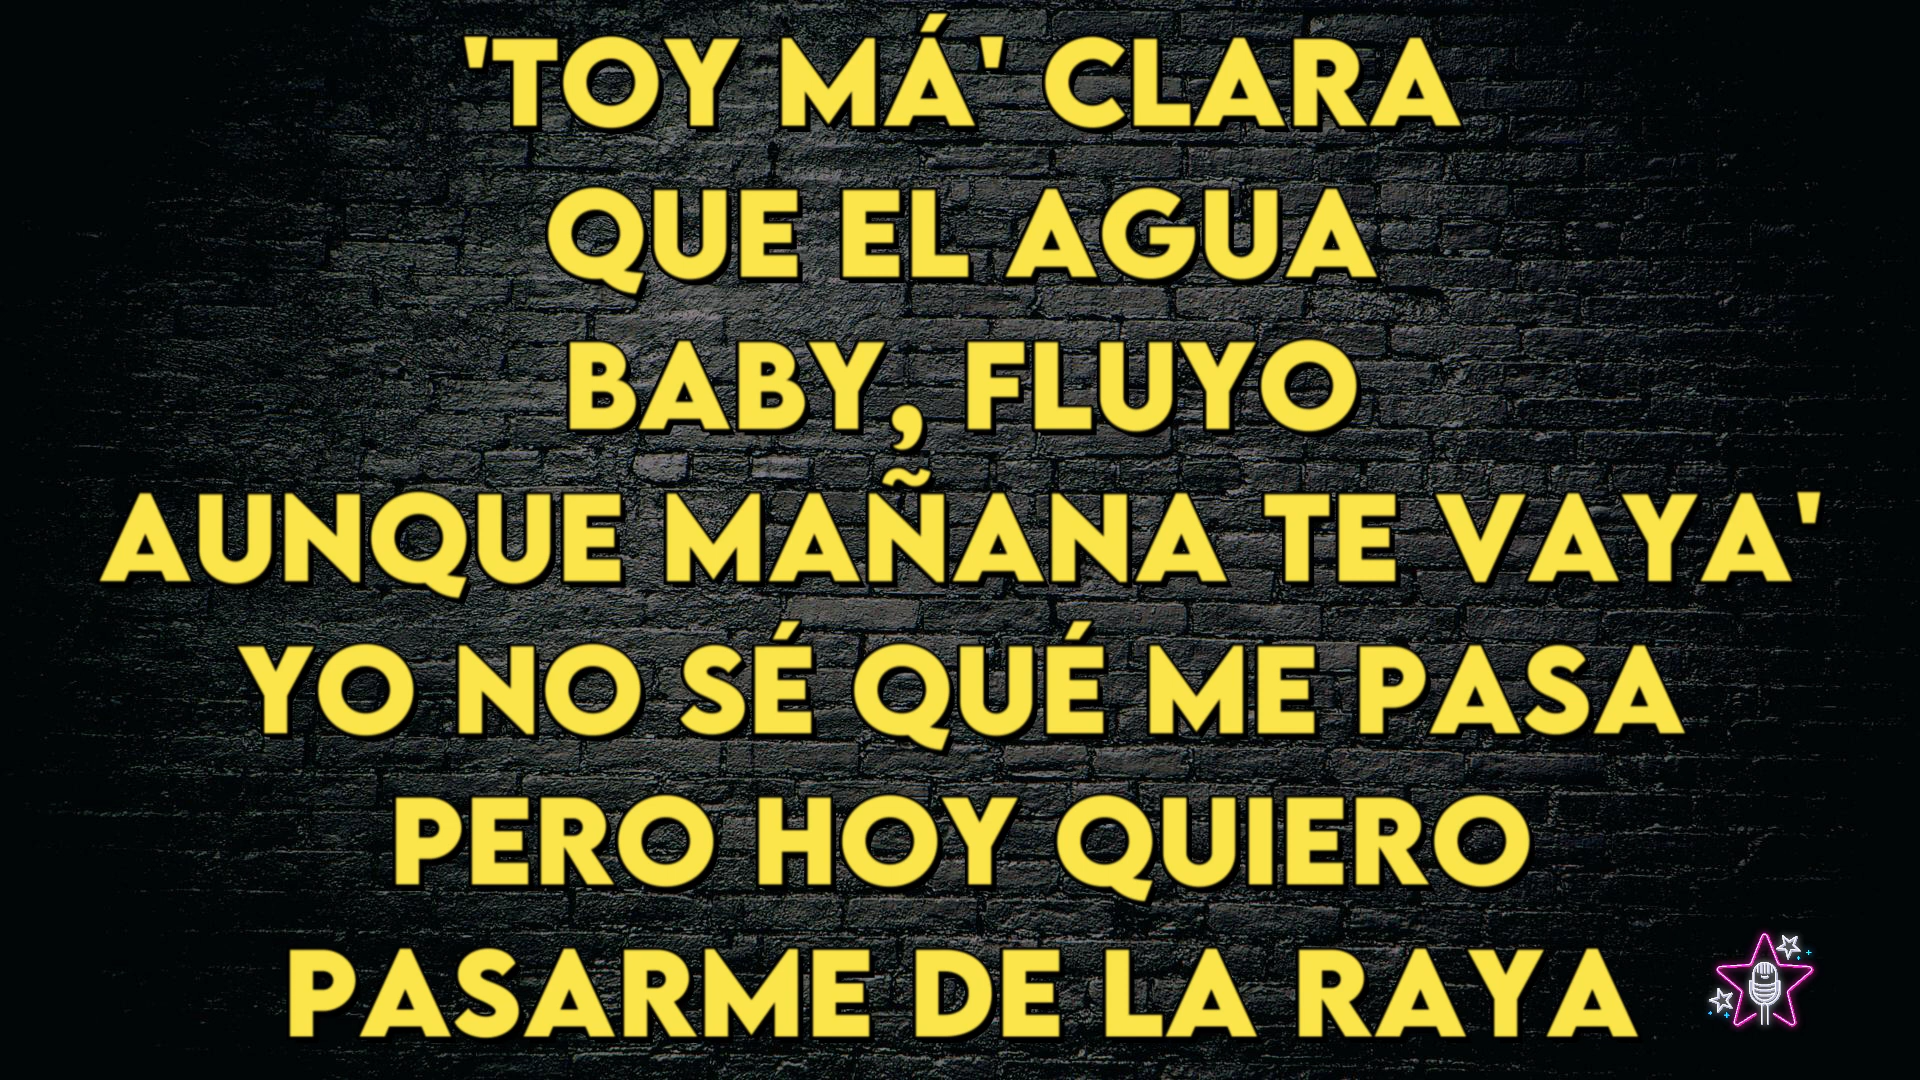 'TOY MÁ' CLARA
QUE EL AGUA
BABY, FLUYO
AUNQUE MAÑANA TE VAYA'
YO NO SÉ QUÉ ME PASA
PERO HOY QUIERO
PASARME DE LA RAYA